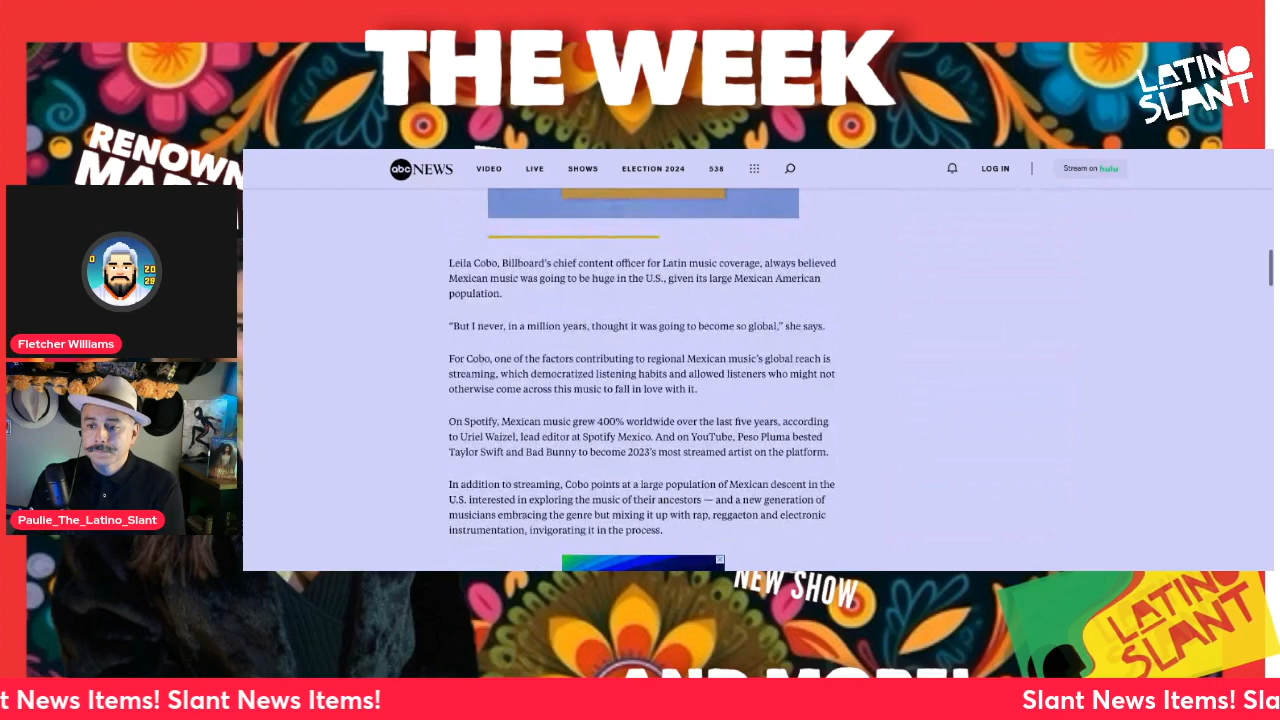 THE WEEK
LATINO
SLANT
RENOWN
abc NEWS VIDEO LIVE SHOWS ELECTION 2024 538 LOG IN Stream on hulu
0
20
29
Fletcher Williams
Leila Cobo, Billboard's chief content officer for Latin music coverage, always believed
Mexican music was going to be huge in the U.S., given its large Mexican American
population.
“But I never, in a million years, thought it was going to become so global,” she says.
For Cobo, one of the factors contributing to regional Mexican music’s global reach is
streaming, which democratized listening habits and allowed listeners who might not
otherwise come across this music to fall in love with it.
On Spotify, Mexican music grew 400% worldwide over the last five years, according
to Uriel Waizel, lead editor at Spotify Mexico. And on YouTube, Peso Pluma bested
Taylor Swift and Bad Bunny to become 2023’s most streamed artist on the platform.
In addition to streaming, Cobo points at a large population of Mexican descent in the
U.S. interested in exploring the music of their ancestors — and a new generation of
musicians embracing the genre but mixing it up with rap, reggaeton and electronic
instrumentation, invigorating it in the process.
Paulie_The_Latino_Slant
NEW SHOW
LATINO
SLANT
AND MORE!
t News Items! Slant News Items! Slant News Items! Sla